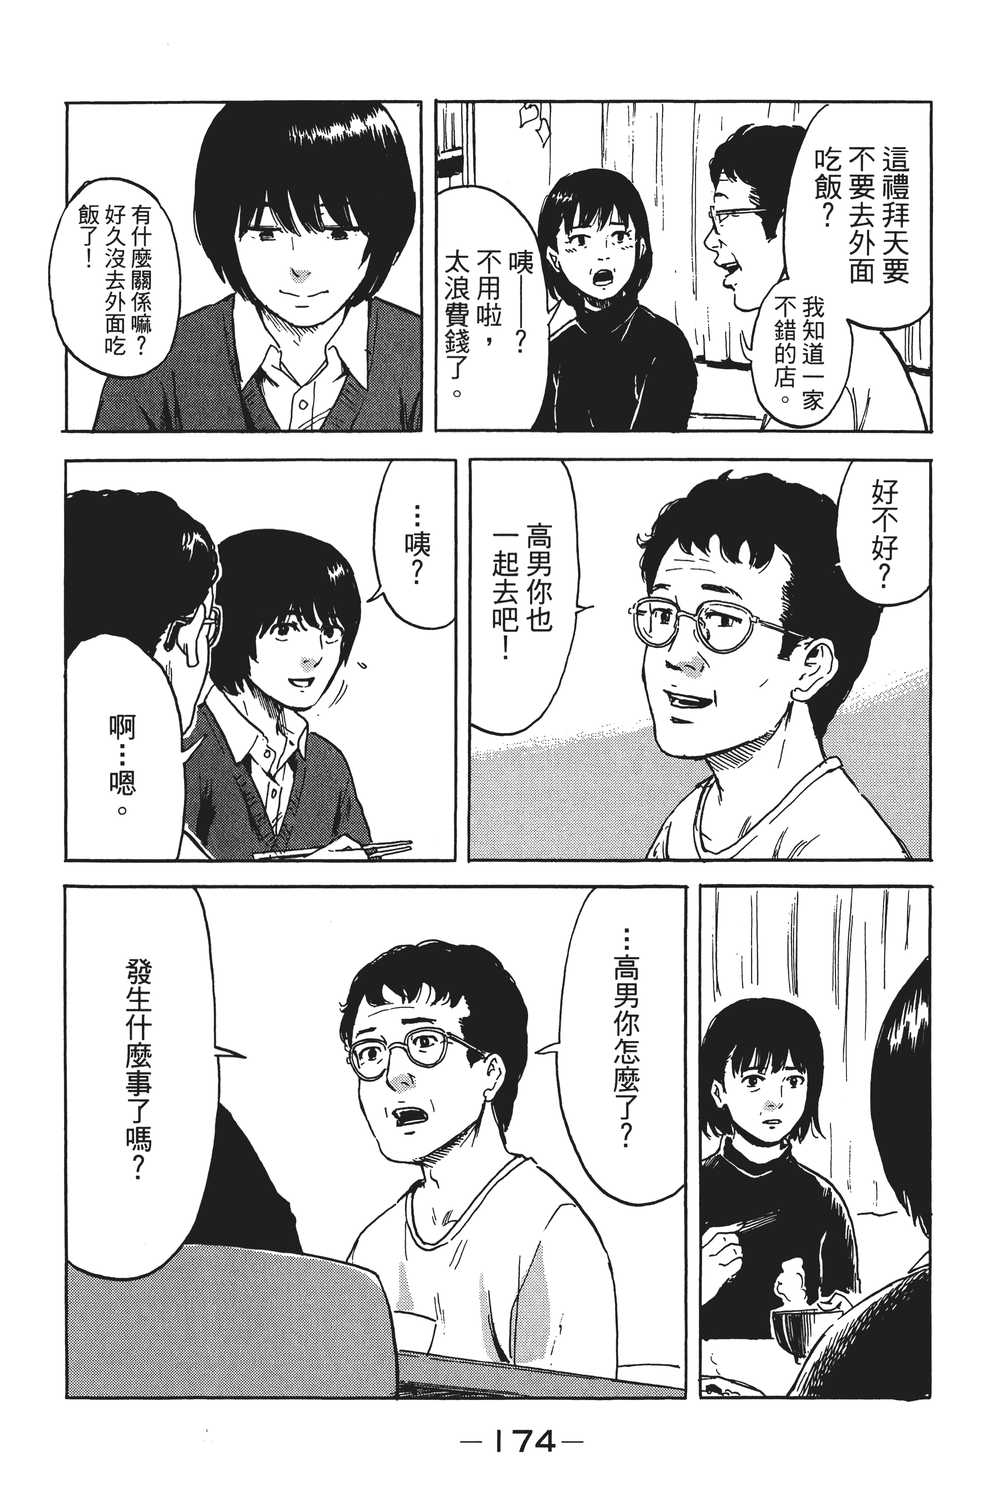 這禮拜天要
不要去外面
吃飯？
我知道一家
不錯的店。
咦——？
不用啦，
太浪費錢了。
有什麼關係嘛？
好久沒去外面吃
飯了！
好不好？
高男你也
一起去吧！
…咦？
啊…嗯。
…高男你怎麼了？
發生什麼事了嗎？
—174—